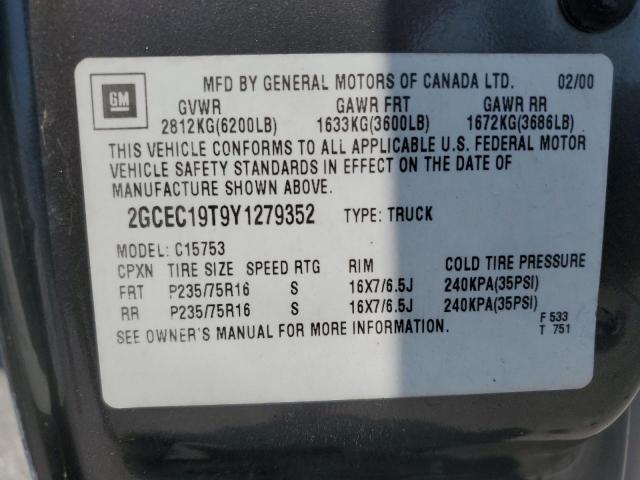 GM
MFD BY GENERAL MOTORS OF CANADA LTD. 02/00
GVWR GAWR FRT GAWR RR
2812KG(6200LB) 1633KG(3600LB) 1672KG(3686LB)
THIS VEHICLE CONFORMS TO ALL APPLICABLE U.S. FEDERAL MOTOR
VEHICLE SAFETY STANDARDS IN EFFECT ON THE DATE OF
MANUFACTURE SHOWN ABOVE.
2GCEC19T9Y1279352 TYPE: TRUCK
MODEL: C15753
CPXN TIRE SIZE SPEED RTG RIM COLD TIRE PRESSURE
FRT P235/75R16 S 16X7/6.5J 240KPA(35PSI)
RR P235/75R16 S 16X7/6.5J 240KPA(35PSI)
SEE OWNER'S MANUAL FOR MORE INFORMATION. F 533
T 751